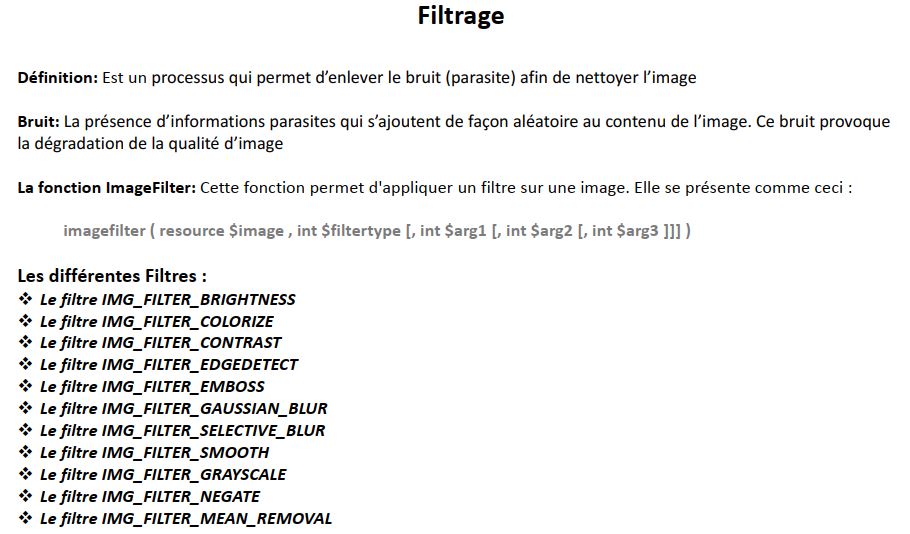 Filtrage
Définition: Est un processus qui permet d’enlever le bruit (parasite) afin de nettoyer l’image
Bruit: La présence d’informations parasites qui s’ajoutent de façon aléatoire au contenu de l’image. Ce bruit provoque
la dégradation de la qualité d’image
La fonction ImageFilter: Cette fonction permet d'appliquer un filtre sur une image. Elle se présente comme ceci :
imagefilter ( resource $image , int $filtertype [, int $arg1 [, int $arg2 [, int $arg3 ]]] )
Les différentes Filtres :
❖ Le filtre IMG_FILTER_BRIGHTNESS
❖ Le filtre IMG_FILTER_COLORIZE
❖ Le filtre IMG_FILTER_CONTRAST
❖ Le filtre IMG_FILTER_EDGEDETECT
❖ Le filtre IMG_FILTER_EMBOSS
❖ Le filtre IMG_FILTER_GAUSSIAN_BLUR
❖ Le filtre IMG_FILTER_SELECTIVE_BLUR
❖ Le filtre IMG_FILTER_SMOOTH
❖ Le filtre IMG_FILTER_GRAYSCALE
❖ Le filtre IMG_FILTER_NEGATE
❖ Le filtre IMG_FILTER_MEAN_REMOVAL